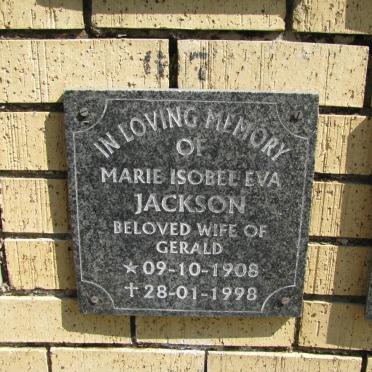 IN LOVING MEMORY
OF
MARIE ISOBEL EVA
JACKSON
BELOVED WIFE OF
GERALD
★ 09-10-1908
✝ 28-01-1998